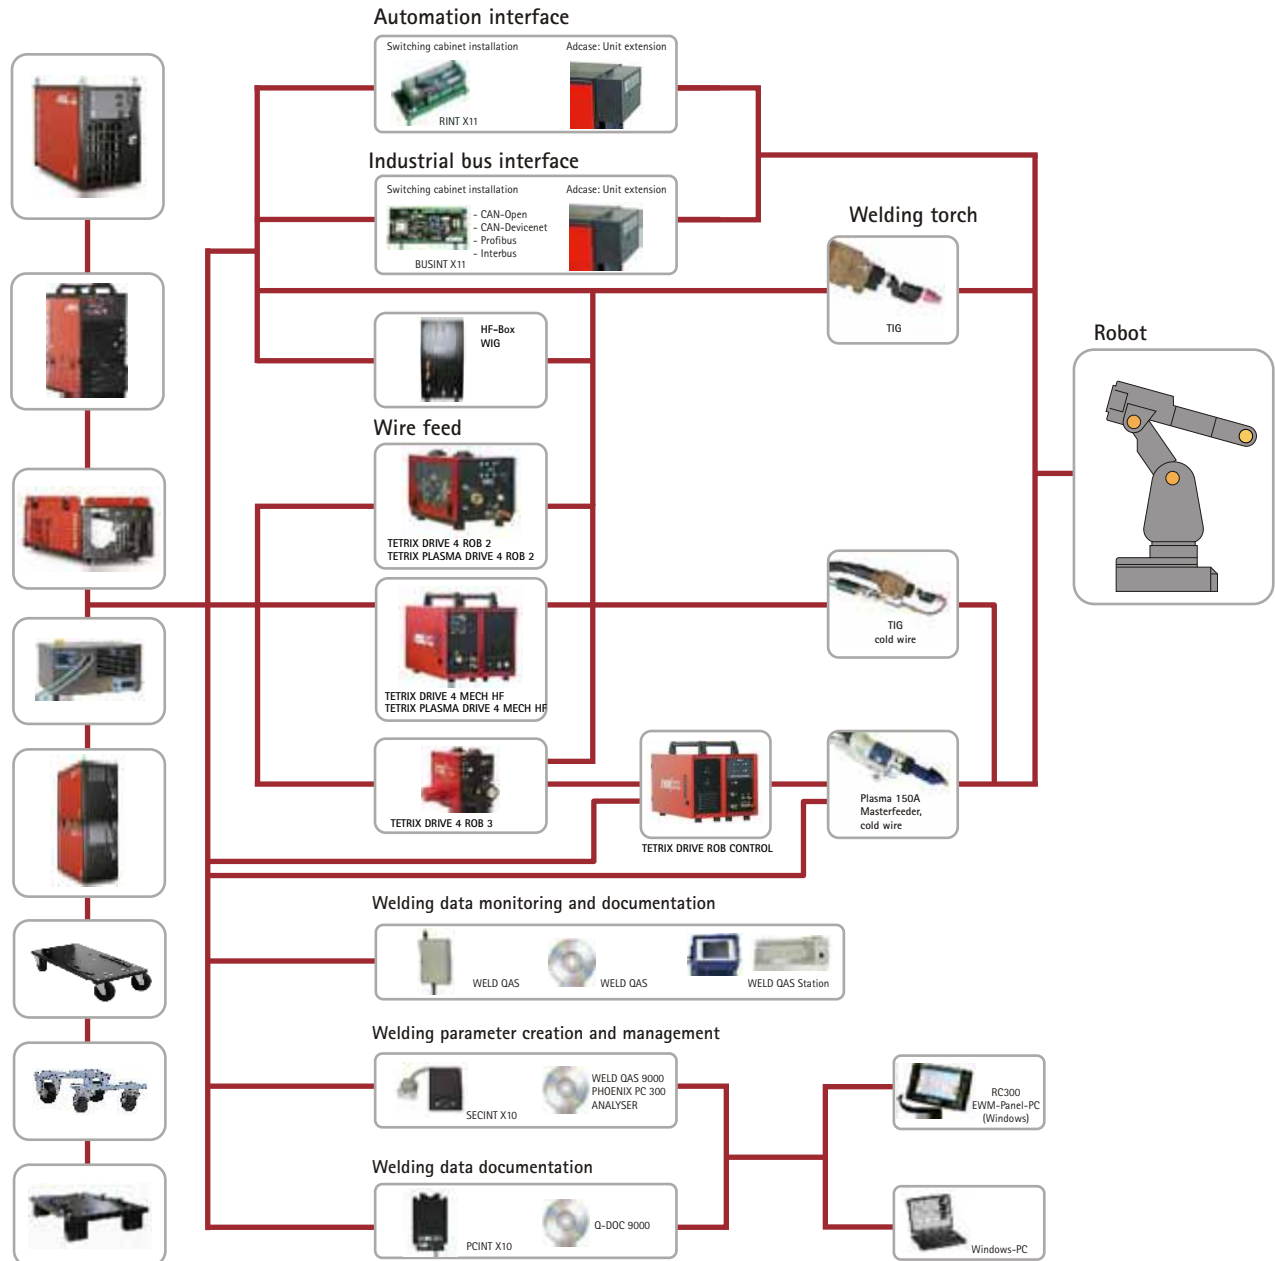 Automation interface
Switching cabinet installation
Adcase: Unit extension
RINT X11
Industrial bus interface
Switching cabinet installation
Adcase: Unit extension
- CAN-Open
- CAN-Devicenet
- Profibus
- Interbus
BUSINT X11
Welding torch
TIG
HF-Box
WIG
Robot
Wire feed
TETRIX DRIVE 4 ROB 2
TETRIX PLASMA DRIVE 4 ROB 2
TIG
cold wire
TETRIX DRIVE 4 MECH HF
TETRIX PLASMA DRIVE 4 MECH HF
TETRIX DRIVE 4 ROB 3
TETRIX DRIVE ROB CONTROL
Plasma 150A
Masterfeeder,
cold wire
Welding data monitoring and documentation
WELD QAS
WELD QAS
WELD QAS Station
Welding parameter creation and management
SECINT X10
WELD QAS 9000
PHOENIX PC 300
ANALYSER
RC300
EWM-Panel-PC
(Windows)
Welding data documentation
PCINT X10
Q-DOC 9000
Windows-PC